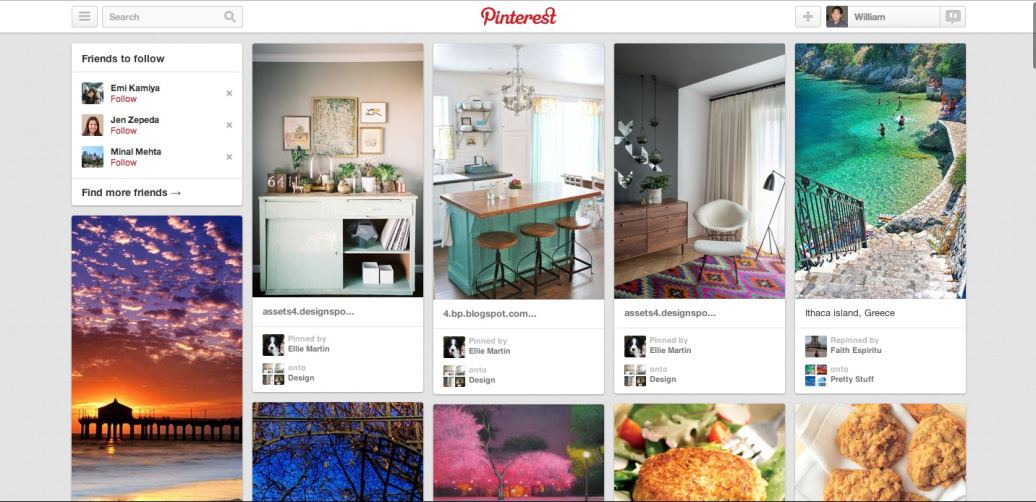 Search
Pinterest
William
Friends to follow
Emi Kamiya
Follow
Jen Zepeda
Follow
Minal Mehta
Follow
Find more friends →
641
assets4.designspo...
Pinned by
Ellie Martin
onto
Design
4.bp.blogspot.com...
Pinned by
Ellie Martin
onto
Design
assets4.designspo...
Pinned by
Ellie Martin
onto
Design
Ithaca island, Greece
Repinned by
Faith Espiritu
onto
Pretty Stuff